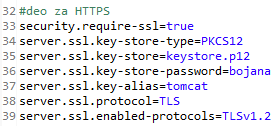 32 #deo za HTTPS
33 security.require-ssl=true
34 server.ssl.key-store-type=PKCS12
35 server.ssl.key-store=keystore.p12
36 server.ssl.key-store-password=bojana
37 server.ssl.key-alias=tomcat
38 server.ssl.protocol=TLS
39 server.ssl.enabled-protocols=TLSv1.2